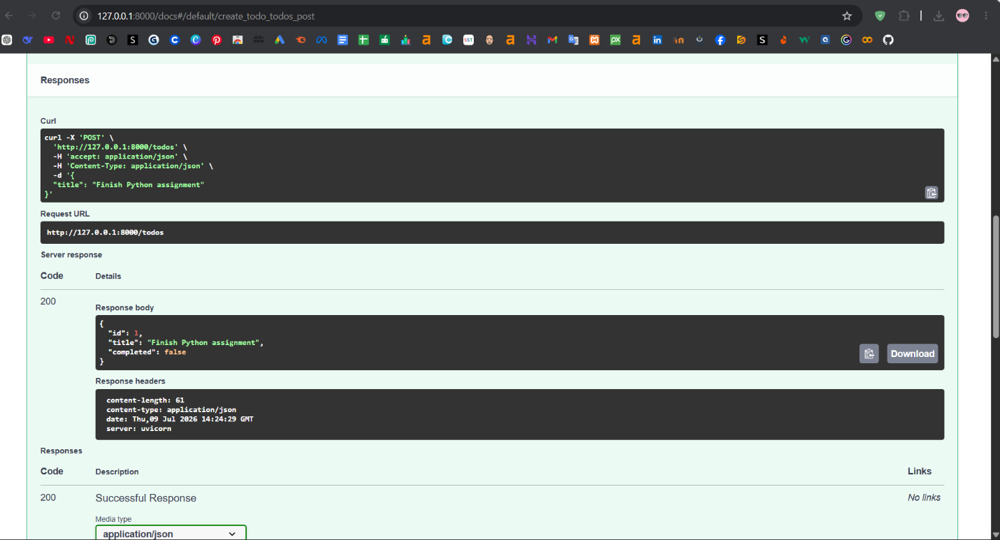 127.0.0.1:8000/docs#/default/create_todo_todos_post
Responses
Curl
curl -X 'POST' \
'http://127.0.0.1:8000/todos' \
-H 'accept: application/json' \
-H 'Content-Type: application/json' \
-d '{
"title": "Finish Python assignment"
}'
Request URL
http://127.0.0.1:8000/todos
Server response
Code Details
200
Response body
{
"id": 1,
"title": "Finish Python assignment",
"completed": false
}
Download
Response headers
content-length: 61
content-type: application/json
date: Thu,09 Jul 2026 14:24:29 GMT
server: uvicorn
Responses
Code Description Links
200 Successful Response No links
Media type
application/json